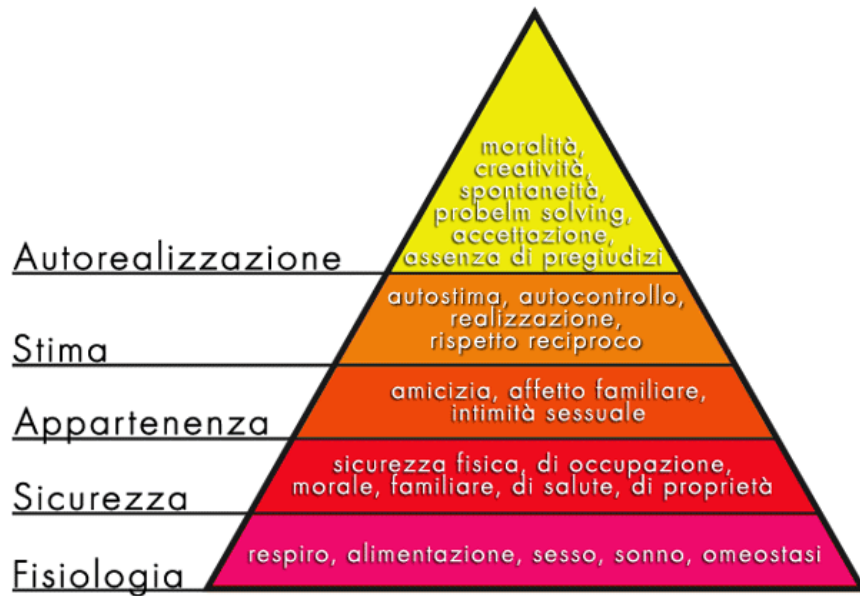 moralità,
creatività,
spontaneità,
probelm solving,
accettazione,
assenza di pregiudizi
Autorealizzazione
autostima, autocontrollo,
realizzazione,
rispetto reciproco
Stima
amicizia, affetto familiare,
intimità sessuale
Appartenenza
sicurezza fisica, di occupazione,
morale, familiare, di salute, di proprietà
Sicurezza
respiro, alimentazione, sesso, sonno, omeostasi
Fisiologia